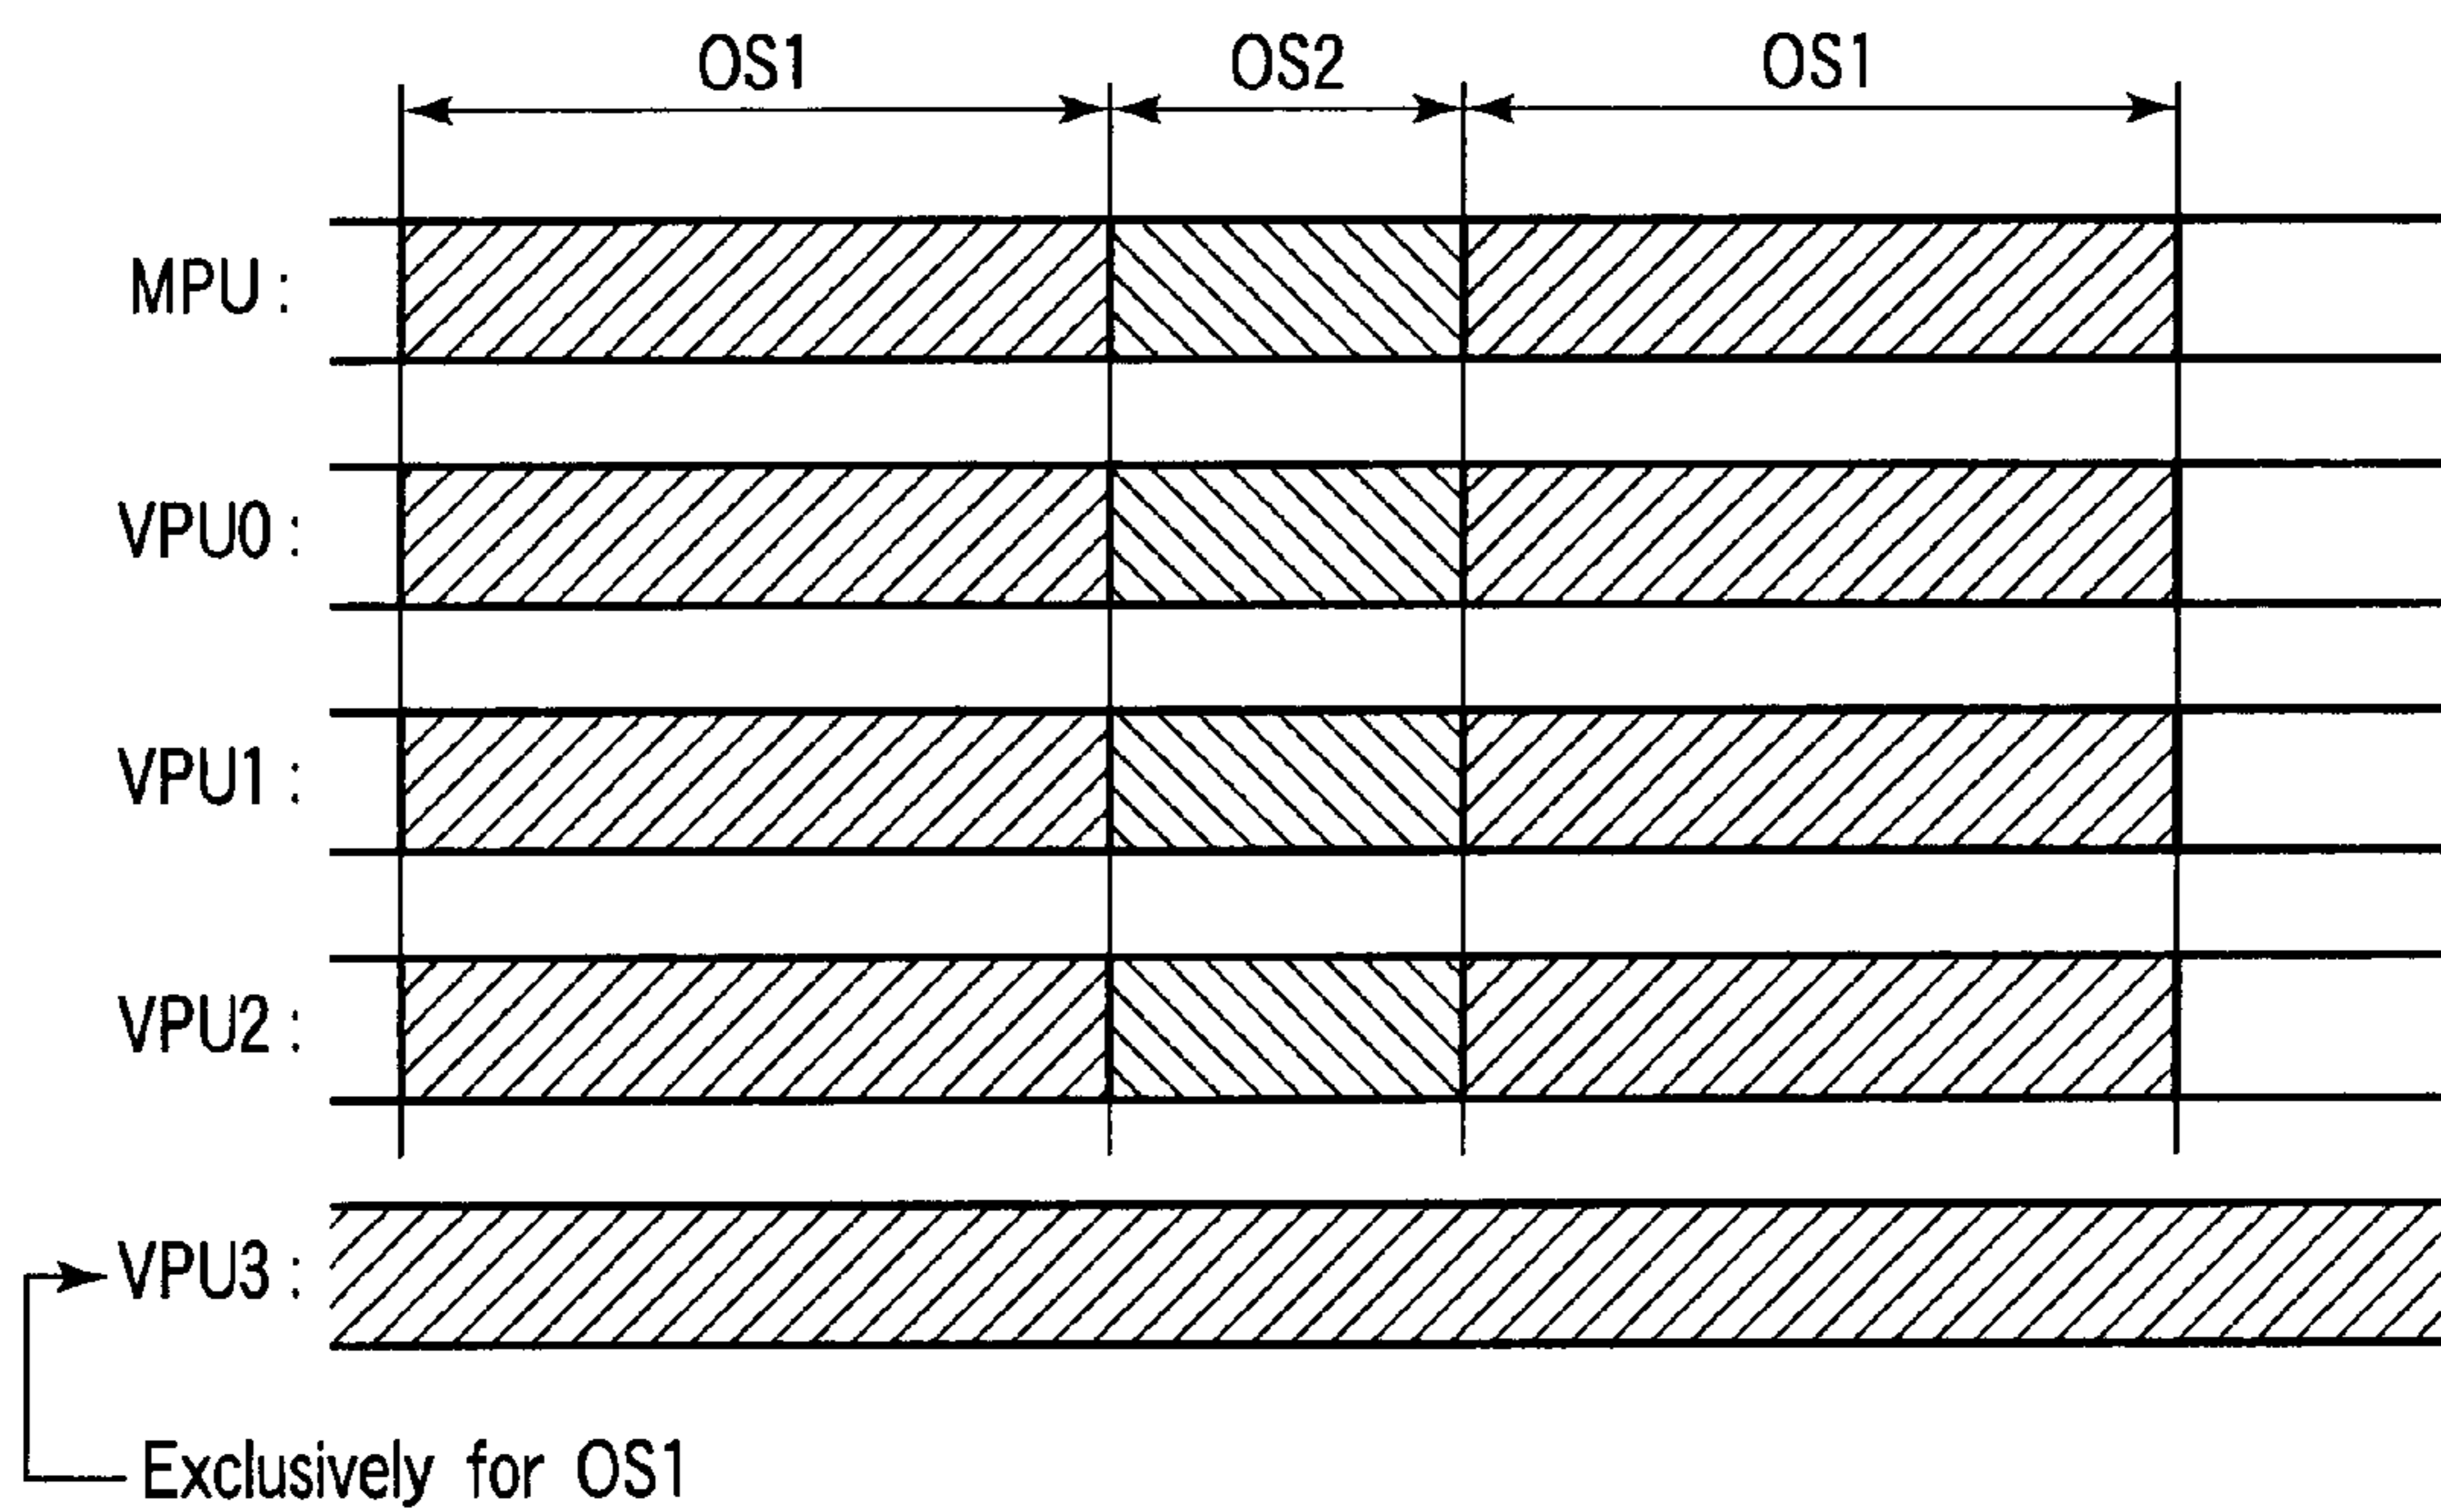 OS1 OS2 OS1
MPU :
VPU0 :
VPU1 :
VPU2 :
VPU3 :
Exclusively for OS1